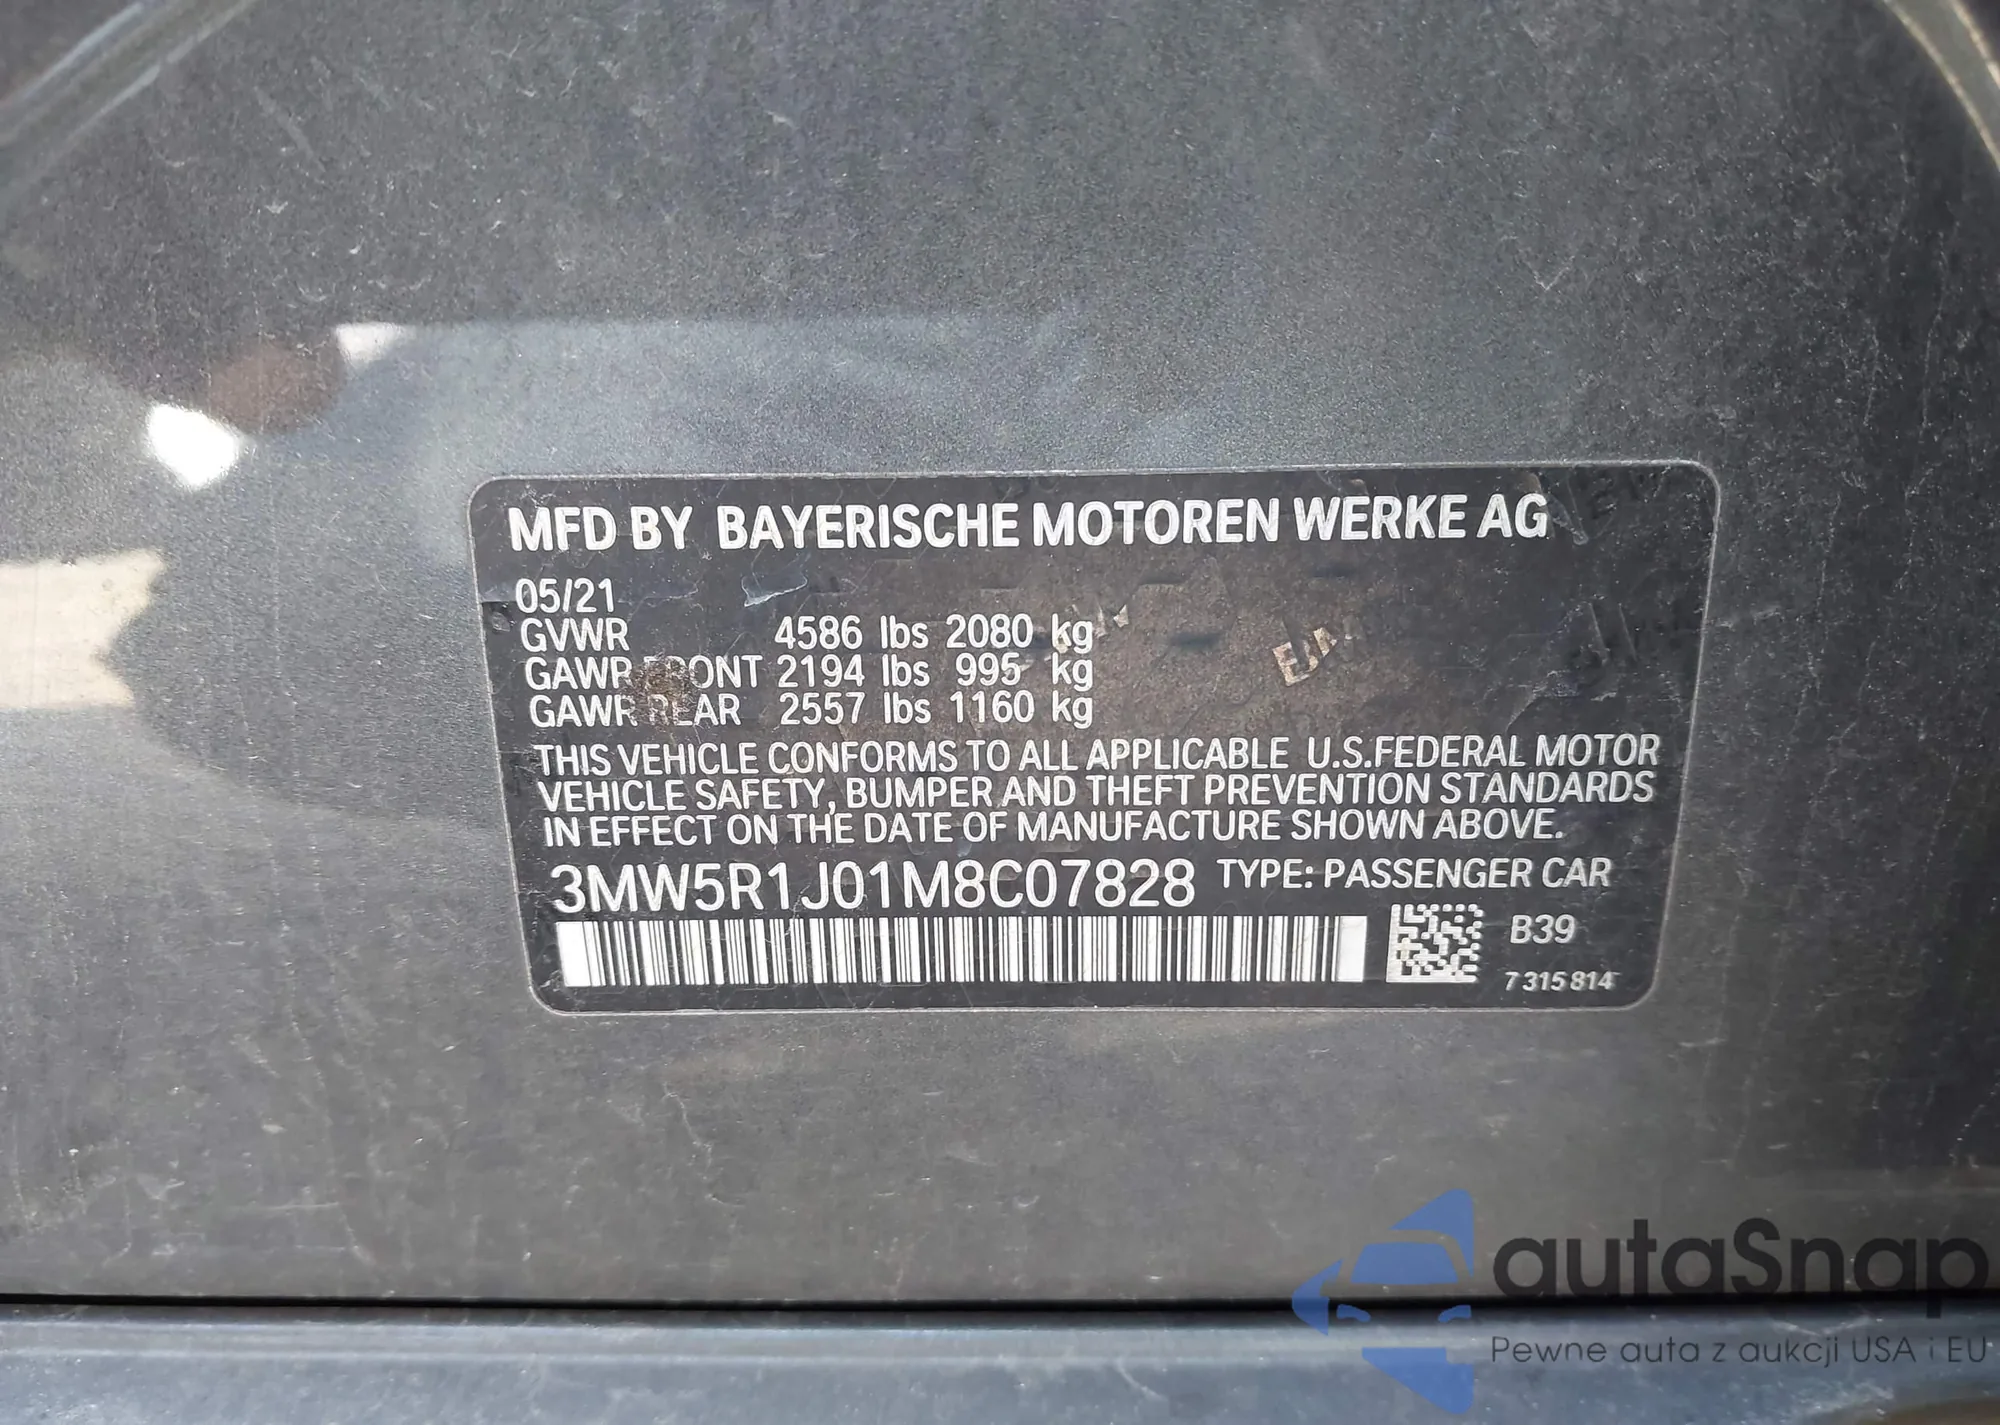 MFD BY BAYERISCHE MOTOREN WERKE AG
05/21
GVWR 4586 lbs 2080 kg
GAWR FRONT 2194 lbs 995 kg
GAWR REAR 2557 lbs 1160 kg
THIS VEHICLE CONFORMS TO ALL APPLICABLE U.S.FEDERAL MOTOR
VEHICLE SAFETY, BUMPER AND THEFT PREVENTION STANDARDS
IN EFFECT ON THE DATE OF MANUFACTURE SHOWN ABOVE.
3MW5R1J01M8C07828 TYPE: PASSENGER CAR
B39
7 315 814
autaSnap
Pewne auta z aukcji USA i EU